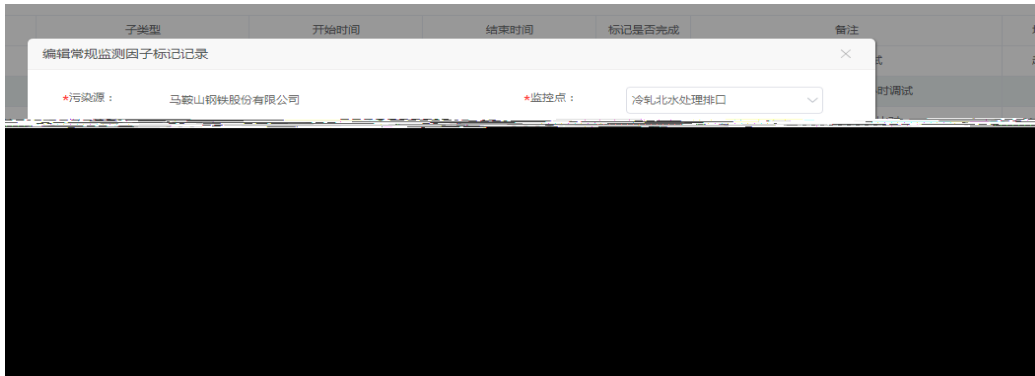 子类型 开始时间 结束时间 标记是否完成 备注
编辑常规监测因子标记记录
*污染源： 马鞍山钢铁股份有限公司 *监控点： 冷轧北水处理排口
时调试